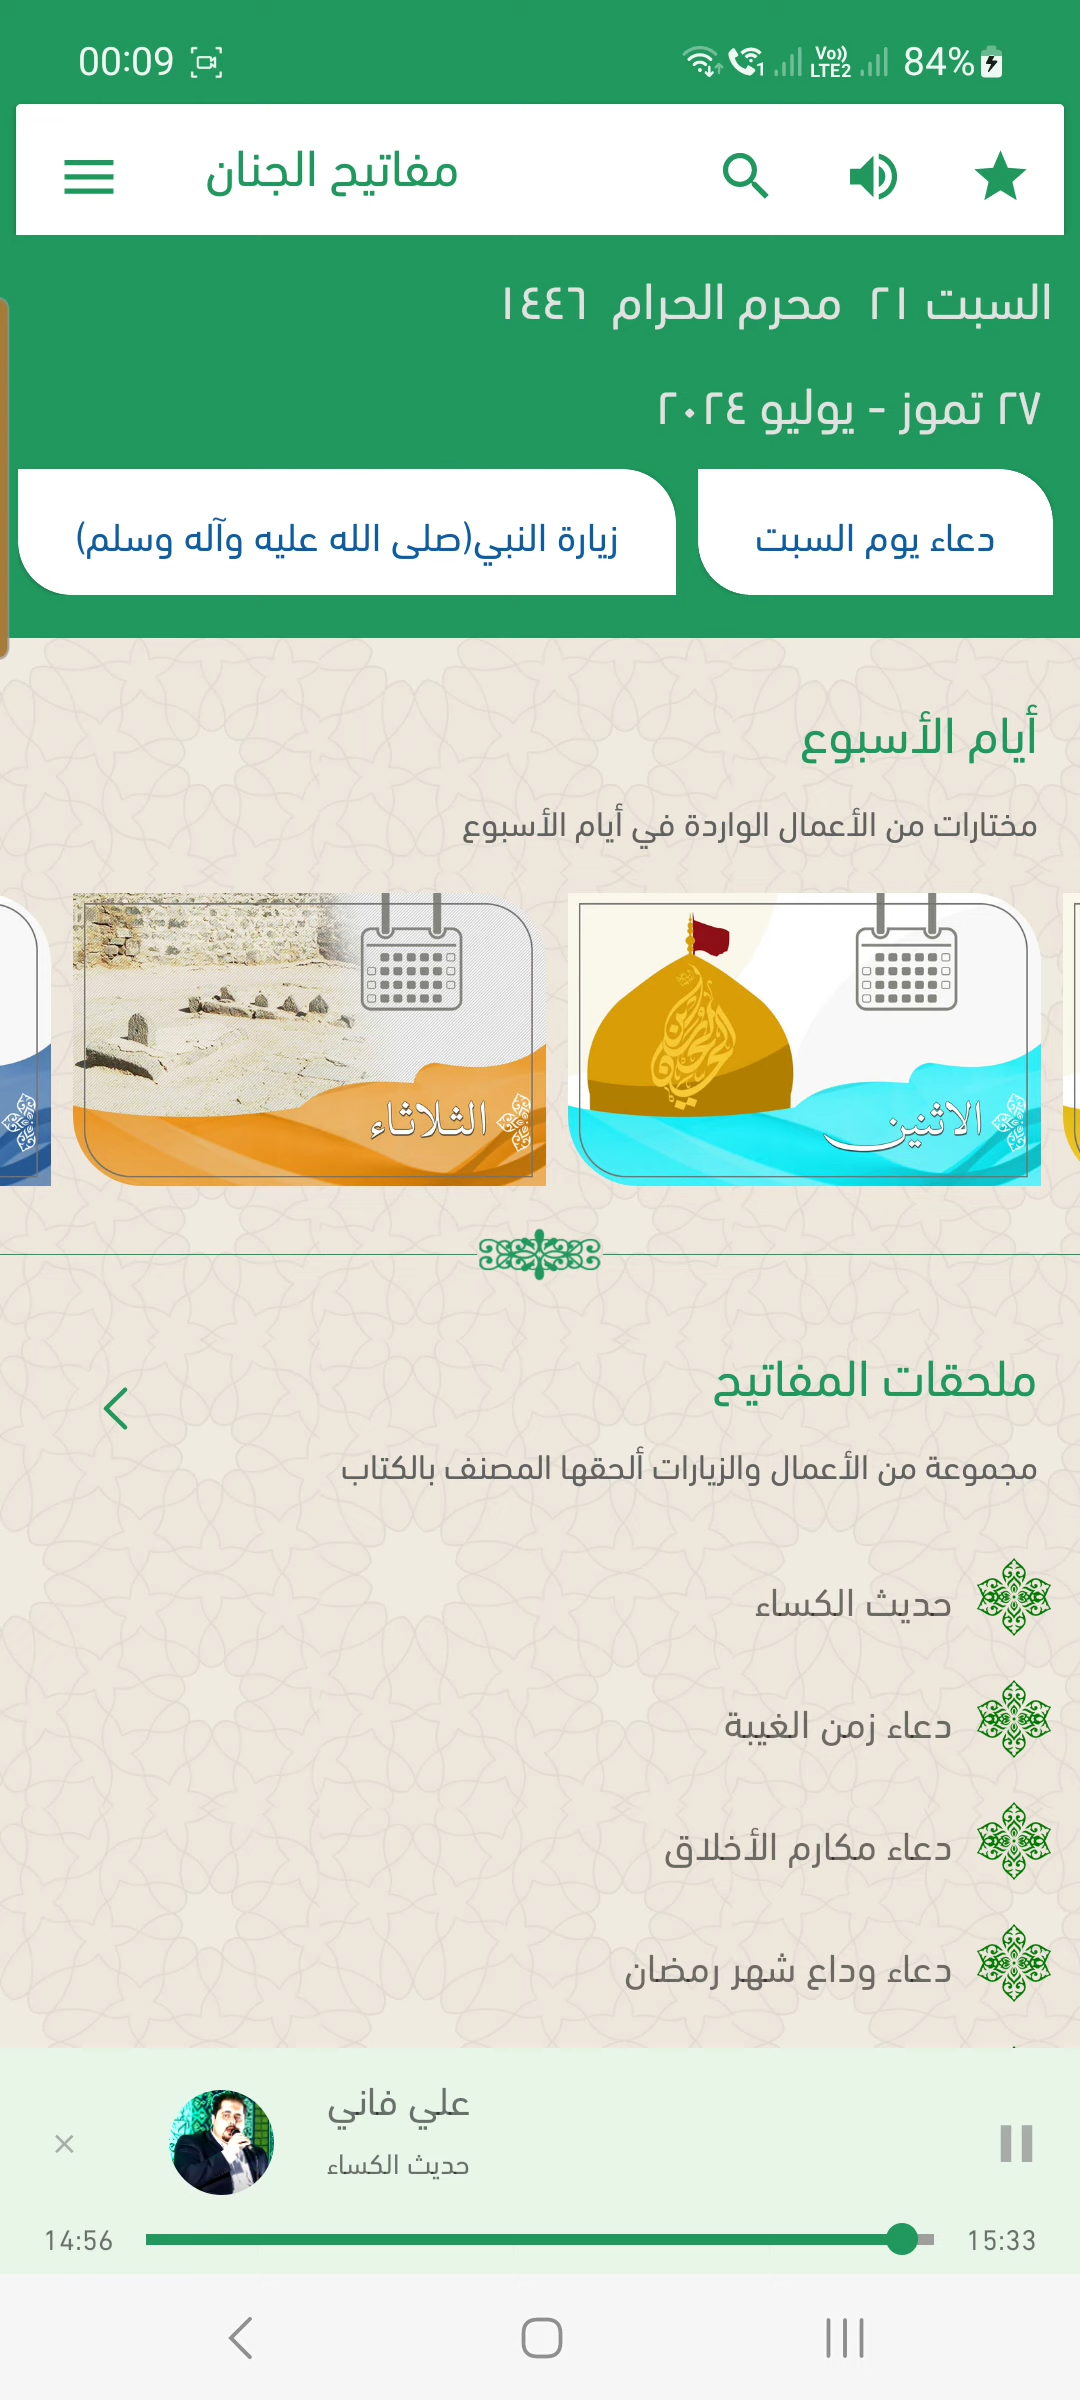 00:09
Vo)) LTE2 84%
مفاتيح الجنان
السبت ٢١ محرم الحرام ١٤٤٦
٢٧ تموز - يوليو ٢٠٢٤
دعاء يوم السبت
زيارة النبي(صلى الله عليه وآله وسلم)
أيام الأسبوع
مختارات من الأعمال الواردة في أيام الأسبوع
الاثنين
الثلاثاء
ملحقات المفاتيح
مجموعة من الأعمال والزيارات ألحقها المصنف بالكتاب
حديث الكساء
دعاء زمن الغيبة
دعاء مكارم الأخلاق
دعاء وداع شهر رمضان
علي فاني
حديث الكساء
14:56
15:33